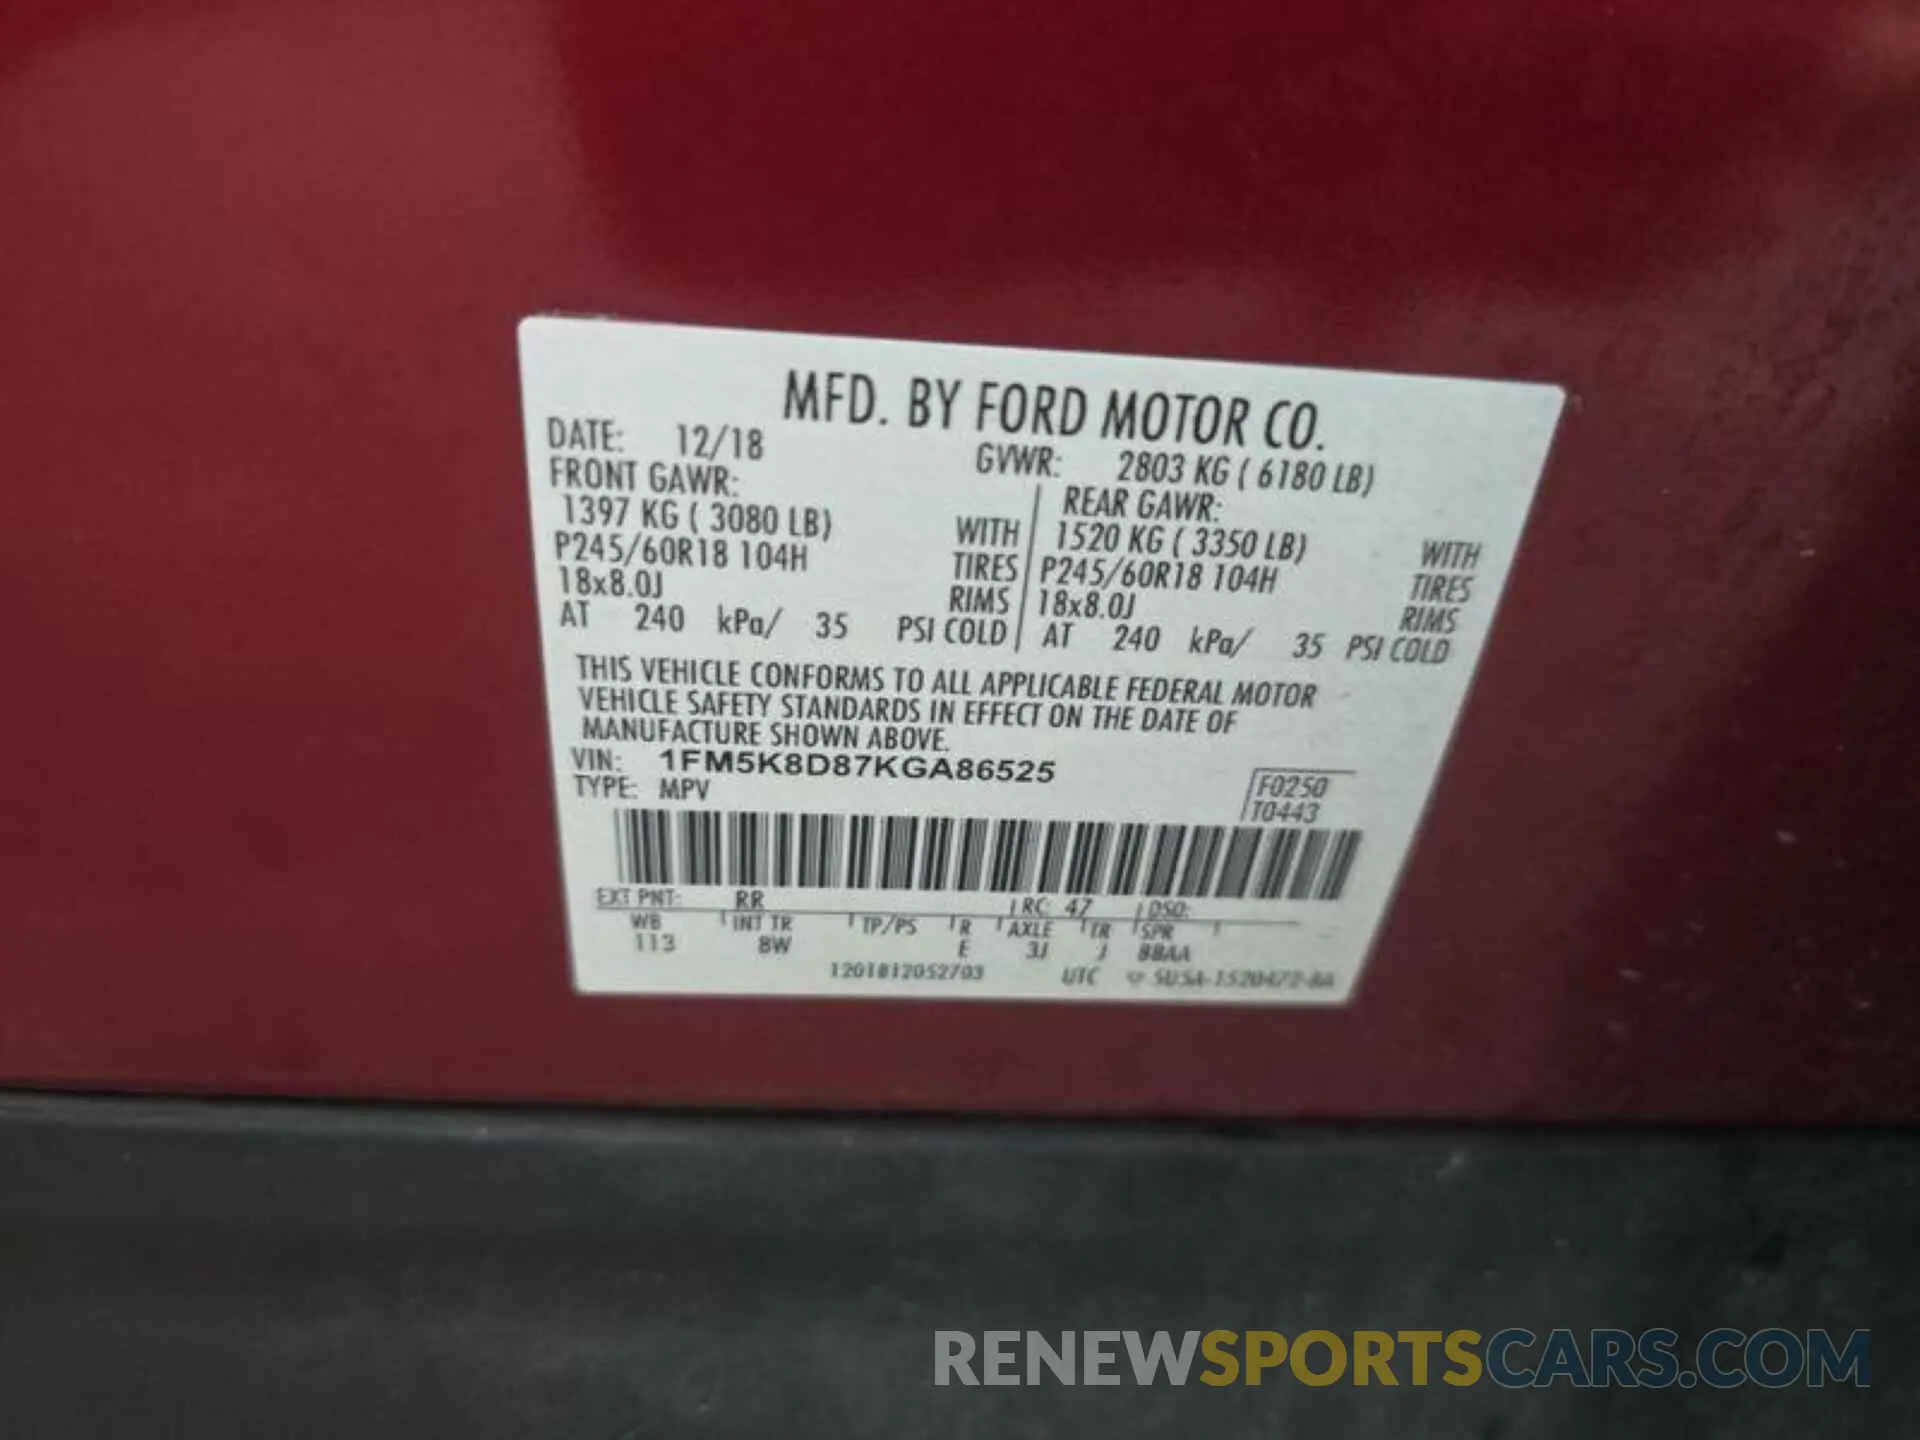 MFD. BY FORD MOTOR CO.
DATE: 12/18 GVWR: 2803 KG ( 6180 LB)
FRONT GAWR: REAR GAWR:
1397 KG ( 3080 LB) WITH 1520 KG ( 3350 LB) WITH
P245/60R18 104H TIRES P245/60R18 104H TIRES
18x8.0J RIMS 18x8.0J RIMS
AT 240 kPa/ 35 PSI COLD AT 240 kPa/ 35 PSI COLD
THIS VEHICLE CONFORMS TO ALL APPLICABLE FEDERAL MOTOR
VEHICLE SAFETY STANDARDS IN EFFECT ON THE DATE OF
MANUFACTURE SHOWN ABOVE.
VIN: 1FM5K8D87KGA86525
TYPE: MPV
F0250
T0443
EXT PNT: RR RC: 47 DSO:
WB INT TR TP/PS R AXLE TR SPR
113 8W E 3J J 88AA
1201812052703 UTC
RENEWSPORTSCARS.COM